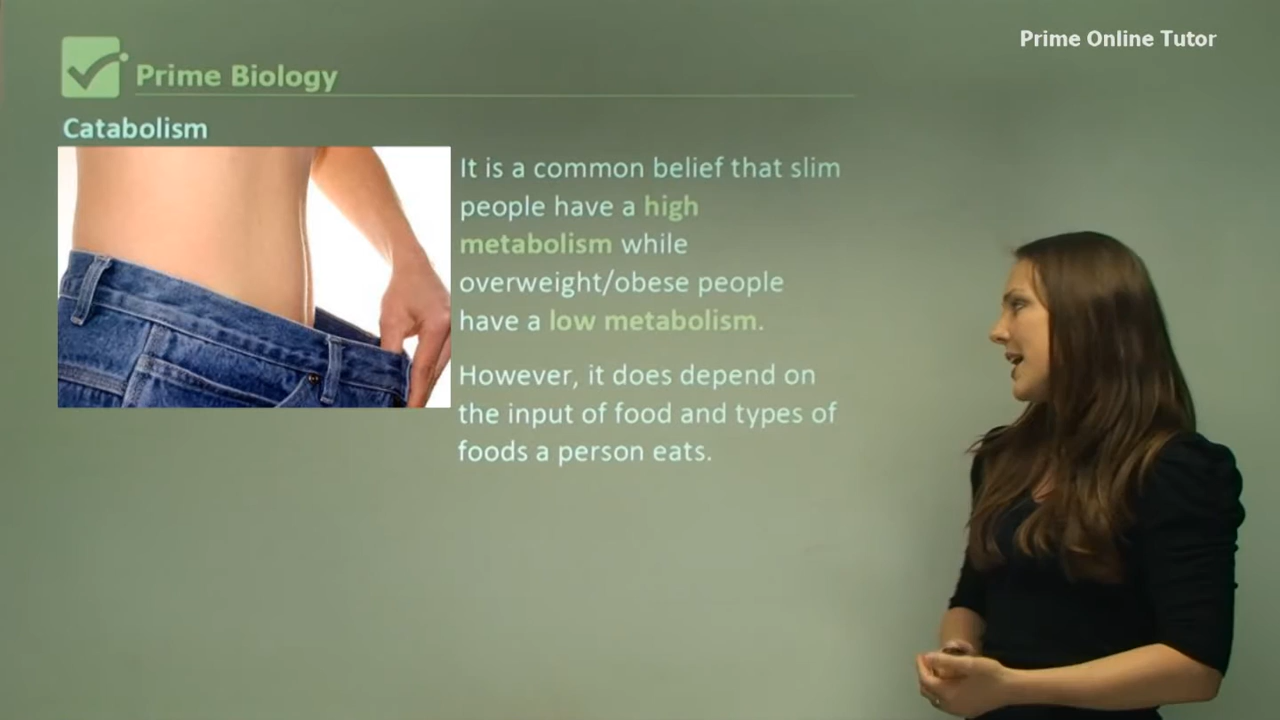 Prime Online Tutor
Prime Biology
Catabolism
It is a common belief that slim
people have a high
metabolism while
overweight/obese people
have a low metabolism.
However, it does depend on
the input of food and types of
foods a person eats.